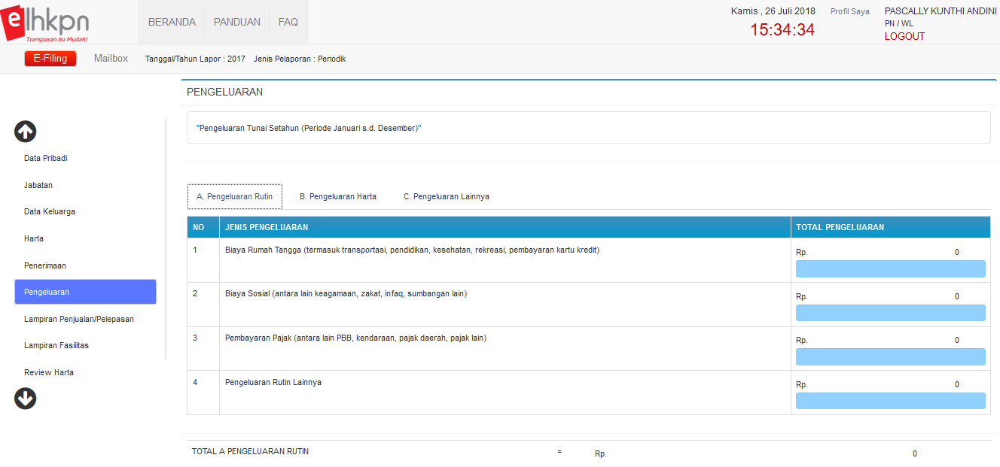 elhkpn
Transparan itu Mudah!
BERANDA PANDUAN FAQ
Kamis , 26 Juli 2018 Profil Saya PASCALLY KUNTHI ANDINI
15:34:34 PN / WL
LOGOUT
E-Filing Mailbox Tanggal/Tahun Lapor : 2017 Jenis Pelaporan : Periodik
PENGELUARAN
"Pengeluaran Tunai Setahun (Periode Januari s.d. Desember)"
Data Pribadi
Jabatan
Data Keluarga
Harta
Penerimaan
Pengeluaran
Lampiran Penjualan/Pelepasan
Lampiran Fasilitas
Review Harta
A. Pengeluaran Rutin B. Pengeluaran Harta C. Pengeluaran Lainnya
NO JENIS PENGELUARAN TOTAL PENGELUARAN
1 Biaya Rumah Tangga (termasuk transportasi, pendidikan, kesehatan, rekreasi, pembayaran kartu kredit) Rp. 0
2 Biaya Sosial (antara lain keagamaan, zakat, infaq, sumbangan lain) Rp. 0
3 Pembayaran Pajak (antara lain PBB, kendaraan, pajak daerah, pajak lain) Rp. 0
4 Pengeluaran Rutin Lainnya Rp. 0
TOTAL A PENGELUARAN RUTIN = Rp. 0